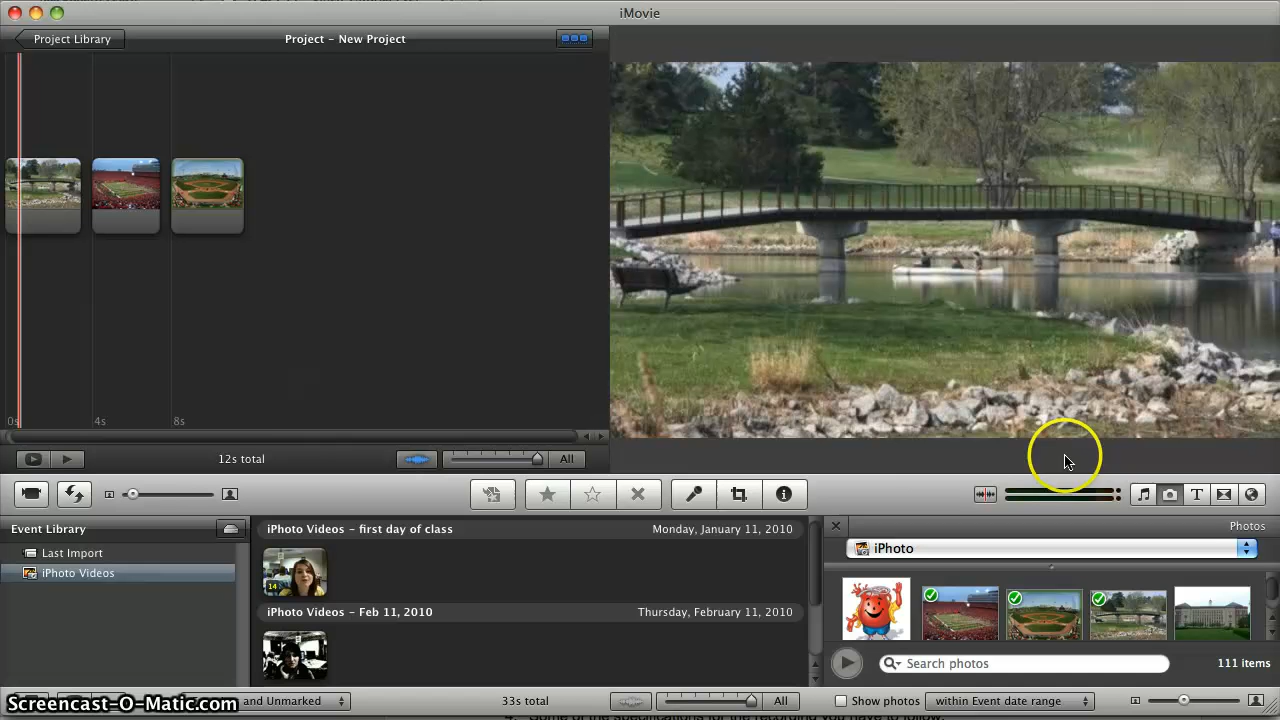 iMovie
Project Library
Project – New Project
0s 4s 8s
12s total
All
Event Library
Last Import
iPhoto Videos
iPhoto Videos – first day of class
Monday, January 11, 2010
14
iPhoto Videos – Feb 11, 2010
Thursday, February 11, 2010
Photos
iPhoto
Search photos
111 items
and Unmarked
33s total
All
Show photos
within Event date range
Screencast-O-Matic.com